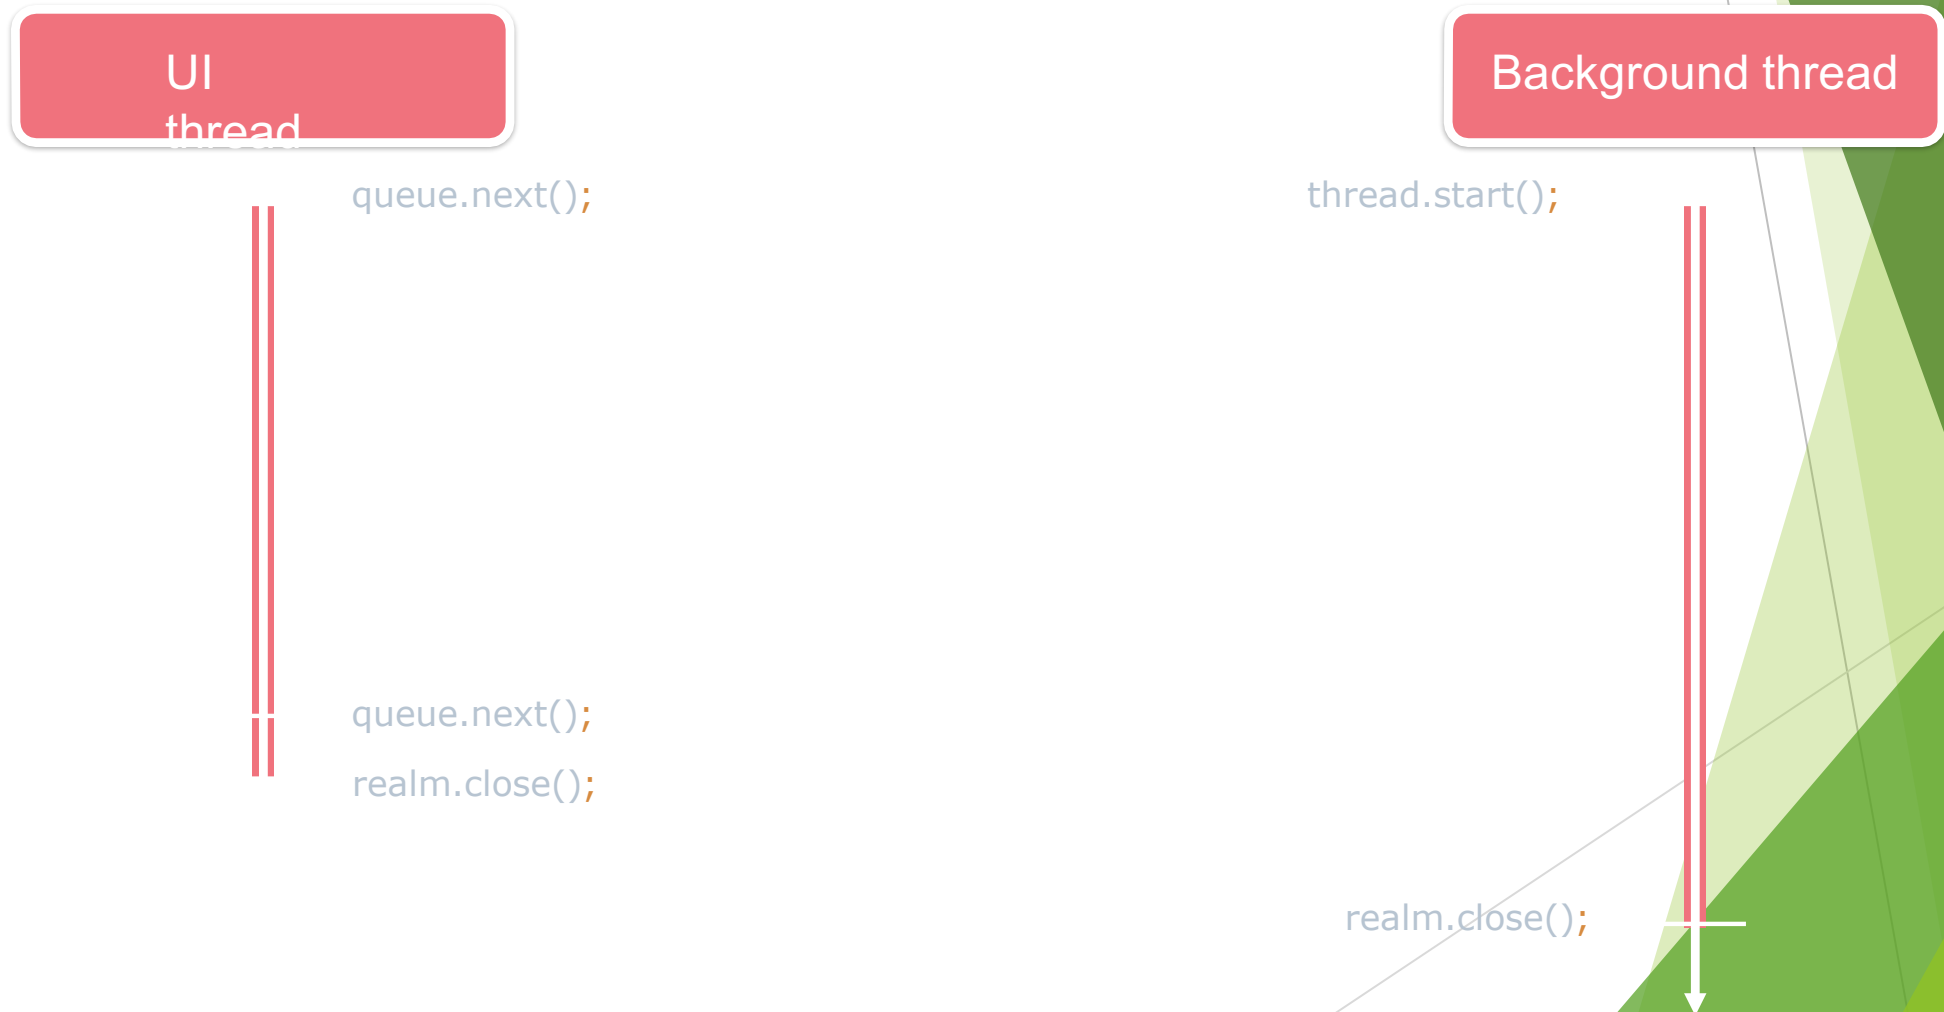 UI
thread
Background thread
queue.next();
thread.start();
queue.next();
realm.close();
realm.close();